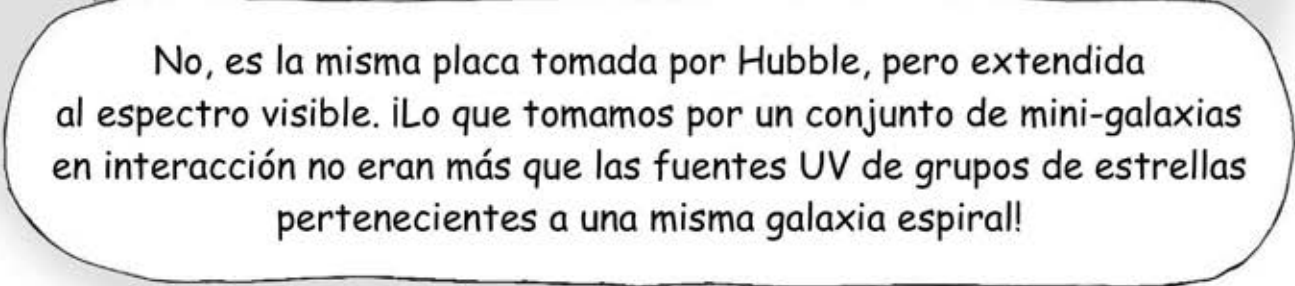 No, es la misma placa tomada por Hubble, pero extendida
al espectro visible. ¡Lo que tomamos por un conjunto de mini-galaxias
en interacción no eran más que las fuentes UV de grupos de estrellas
pertenecientes a una misma galaxia espiral!